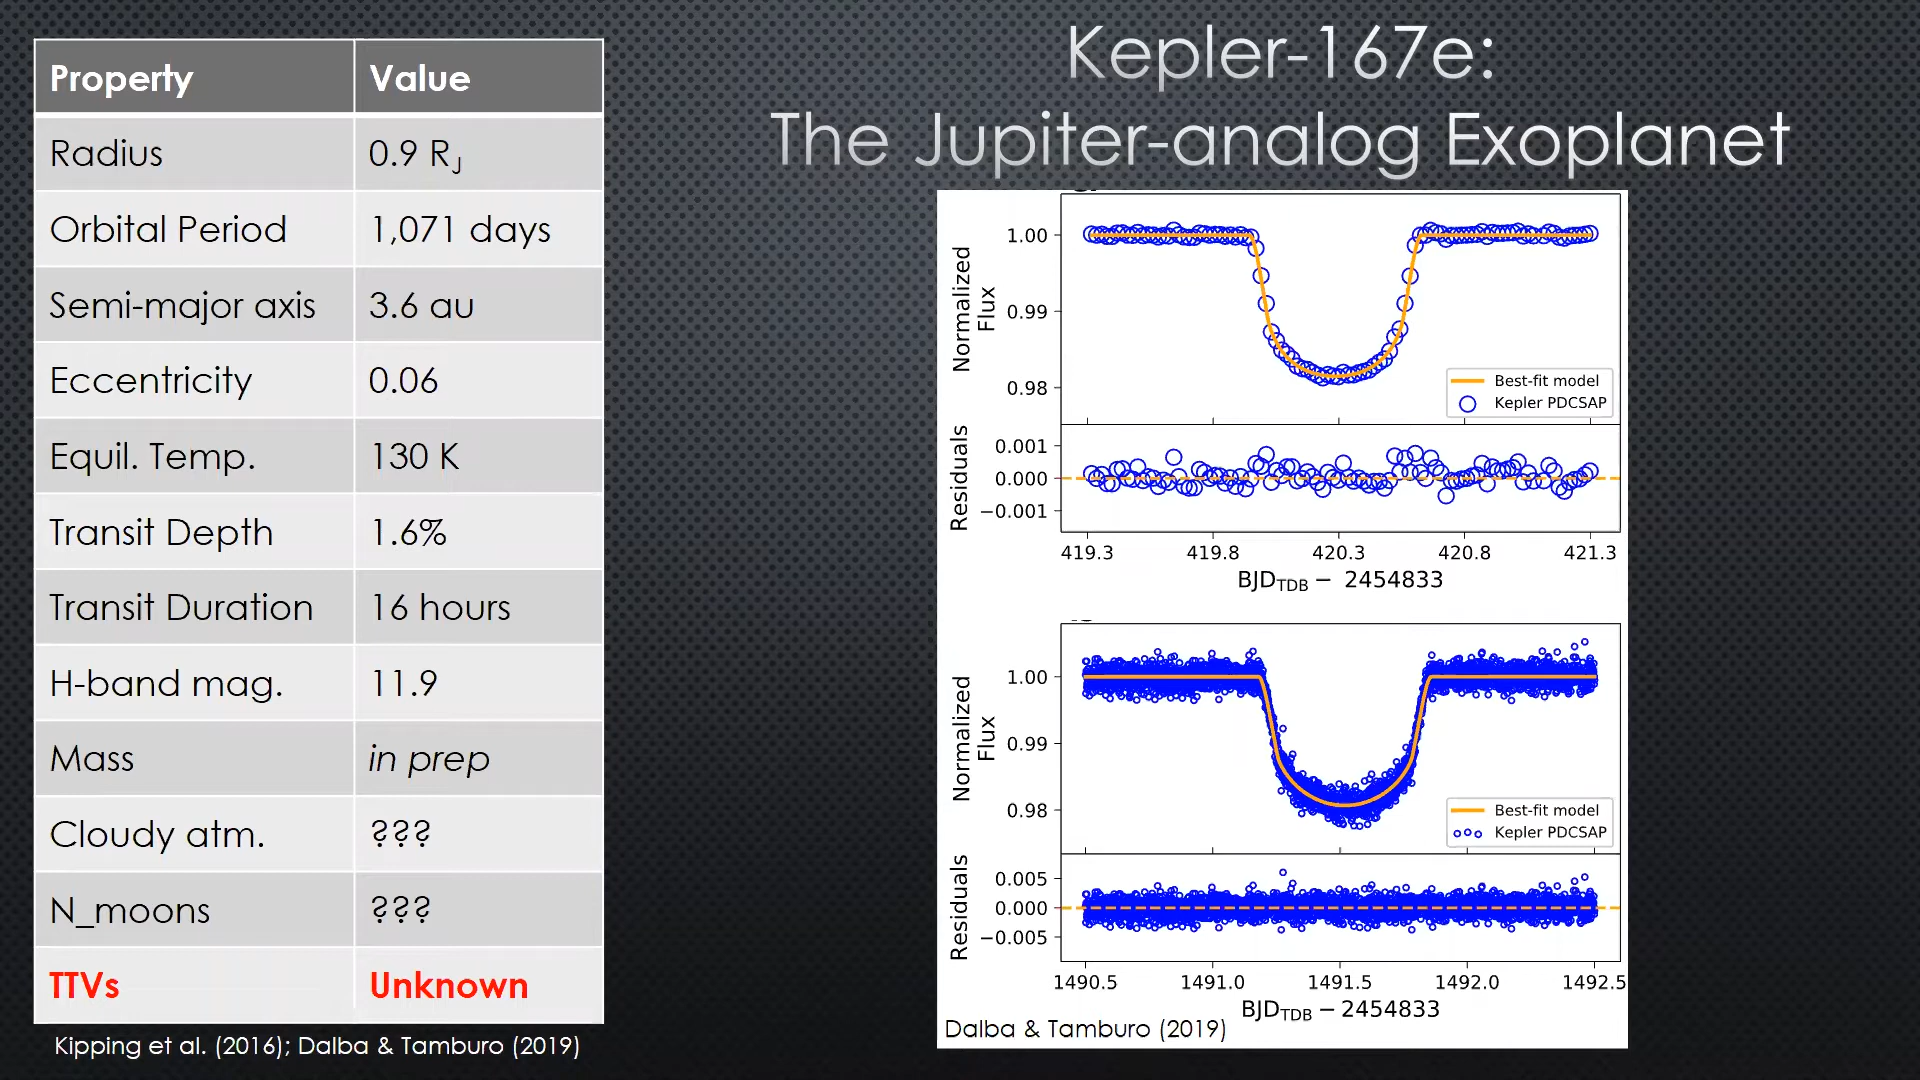 Kepler-167e:
The Jupiter-analog Exoplanet
Property Value
Radius 0.9 R_J
Orbital Period 1,071 days
Semi-major axis 3.6 au
Eccentricity 0.06
Equil. Temp. 130 K
Transit Depth 1.6%
Transit Duration 16 hours
H-band mag. 11.9
Mass in prep
Cloudy atm. ???
N_moons ???
TTVs Unknown
Kipping et al. (2016); Dalba & Tamburo (2019)
Normalized
Flux
1.00
0.99
0.98
Best-fit model
Kepler PDCSAP
Residuals
0.001
0.000
−0.001
419.3 419.8 420.3 420.8 421.3
BJD_TDB − 2454833
Normalized
Flux
1.00
0.99
0.98
Best-fit model
Kepler PDCSAP
Residuals
0.005
0.000
−0.005
1490.5 1491.0 1491.5 1492.0 1492.5
BJD_TDB − 2454833
Dalba & Tamburo (2019)